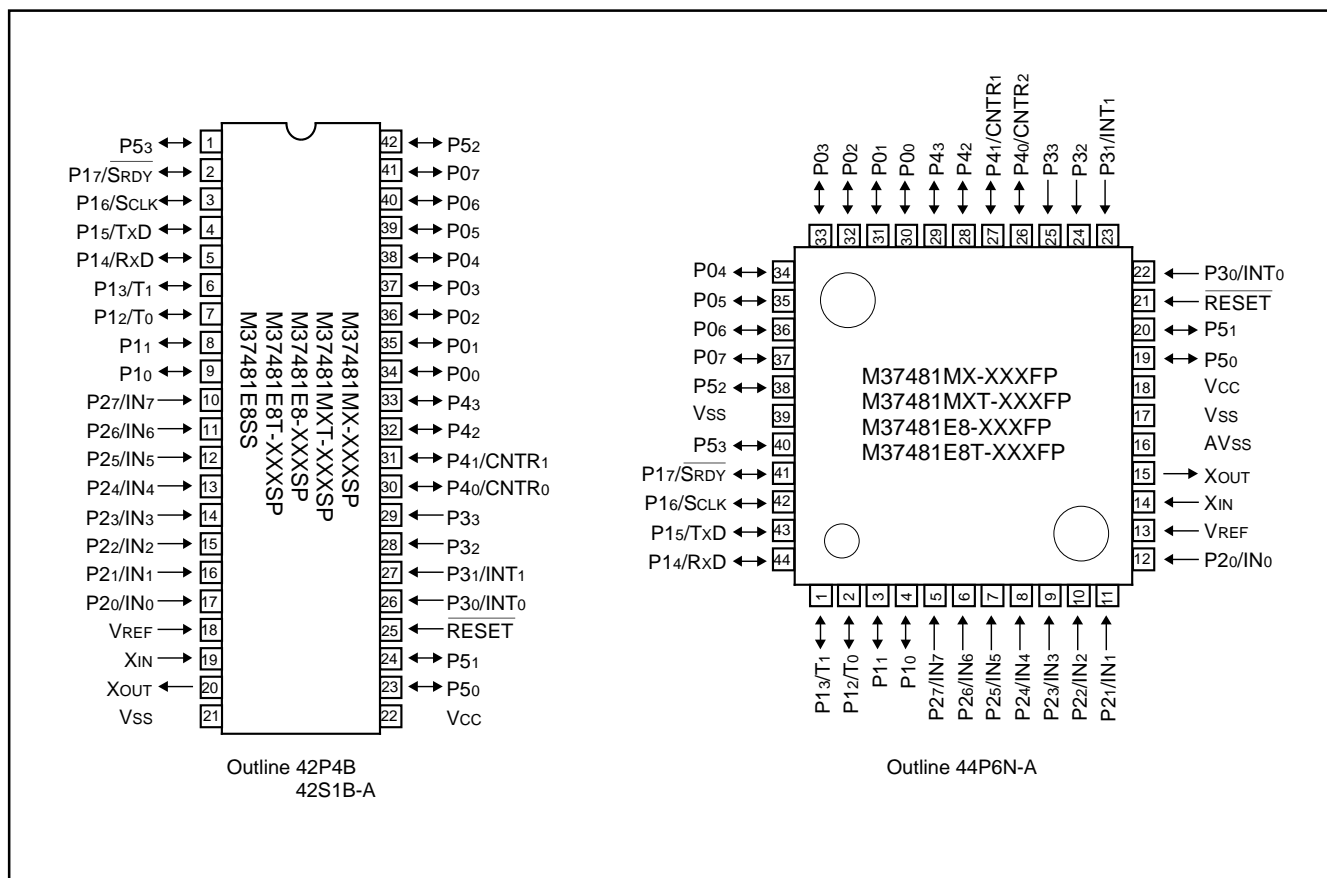 P53 1 42 P52
P17/SRDY 2 41 P07
P16/SCLK 3 40 P06
P15/TxD 4 39 P05
P14/RxD 5 38 P04
P13/T1 6 37 P03
P12/T0 7 36 P02
P11 8 35 P01
P10 9 34 P00
P27/IN7 10 33 P43
P26/IN6 11 32 P42
P25/IN5 12 31 P41/CNTR1
P24/IN4 13 30 P40/CNTR0
P23/IN3 14 29 P33
P22/IN2 15 28 P32
P21/IN1 16 27 P31/INT1
P20/IN0 17 26 P30/INT0
VREF 18 25 RESET
XIN 19 24 P51
XOUT 20 23 P50
VSS 21 22 VCC
M37481MX-XXXSP
M37481MXT-XXXSP
M37481E8-XXXSP
M37481E8T-XXXSP
M37481E8SS
Outline 42P4B
42S1B-A
P03 P02 P01 P00 P43 P42 P41/CNTR1 P40/CNTR2 P33 P32 P31/INT1
33 32 31 30 29 28 27 26 25 24 23
P04 34 22 P30/INT0
P05 35 21 RESET
P06 36 20 P51
P07 37 19 P50
P52 38 18 VCC
VSS 39 17 VSS
P53 40 16 AVSS
P17/SRDY 41 15 XOUT
P16/SCLK 42 14 XIN
P15/TxD 43 13 VREF
P14/RxD 44 12 P20/IN0
M37481MX-XXXFP
M37481MXT-XXXFP
M37481E8-XXXFP
M37481E8T-XXXFP
1 2 3 4 5 6 7 8 9 10 11
P13/T1 P12/T0 P11 P10 P27/IN7 P26/IN6 P25/IN5 P24/IN4 P23/IN3 P22/IN2 P21/IN1
Outline 44P6N-A